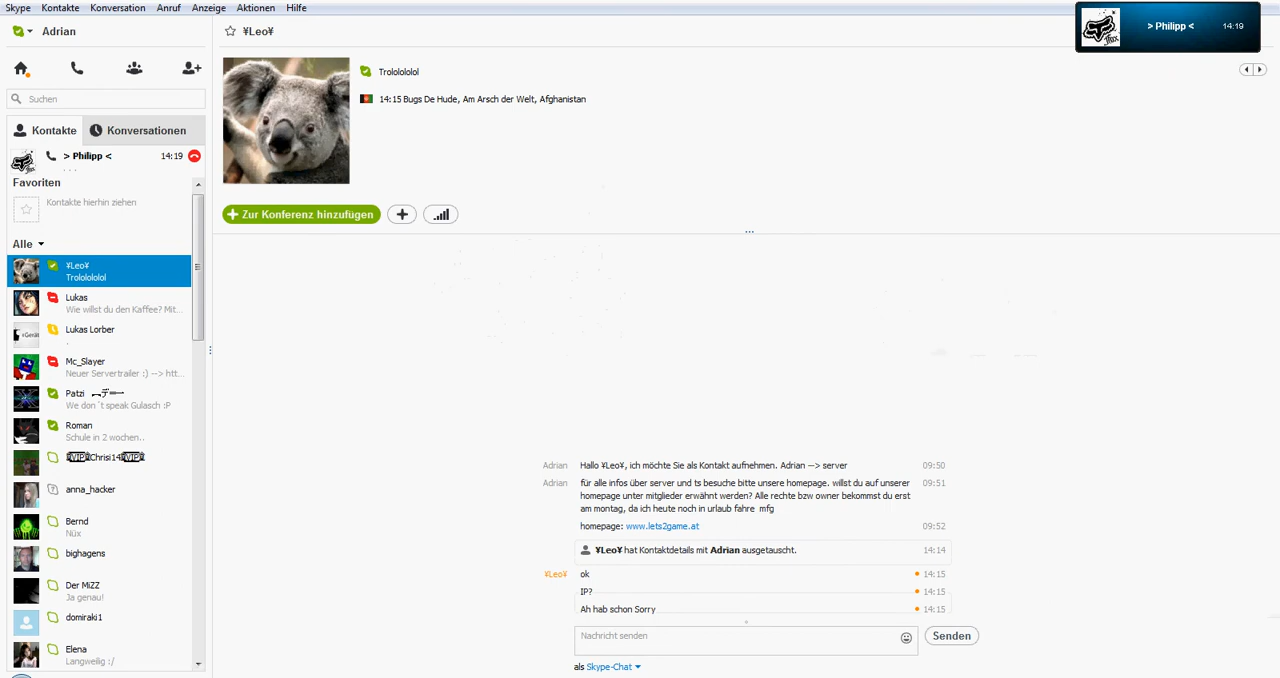 Skype Kontakte Konversation Anruf Anzeige Aktionen Hilfe
Adrian
Suchen
Kontakte Konversationen
> Philipp < 14:19
. . .
Favoriten
Kontakte hierhin ziehen
Alle
¥Leo¥
Trolololol
Lukas
Wie willst du den Kaffee? Mit...
Lukas Lorber
.
Mc_Slayer
Neuer Servertrailer :) --> htt...
Patzi
We don´t speak Gulasch :P
Roman
Schule in 2 wochen..
Chrisi14
anna_hacker
Bernd
Nüx
bighagens
Der MiZZ
Ja genau!
domiraki1
Elena
Langweilig :/
¥Leo¥
Trolololol
14:15 Bugs De Hude, Am Arsch der Welt, Afghanistan
Zur Konferenz hinzufügen
> Philipp < 14:19
Adrian Hallo ¥Leo¥, ich möchte Sie als Kontakt aufnehmen. Adrian --> server 09:50
Adrian für alle infos über server und ts besuche bitte unsere homepage. willst du auf unserer 09:51
homepage unter mitglieder erwähnt werden? Alle rechte bzw owner bekommst du erst
am montag, da ich heute noch in urlaub fahre mfg
homepage: www.lets2game.at 09:52
¥Leo¥ hat Kontaktdetails mit Adrian ausgetauscht. 14:14
¥Leo¥ ok 14:15
IP? 14:15
Ah hab schon Sorry 14:15
Nachricht senden
Senden
als Skype-Chat